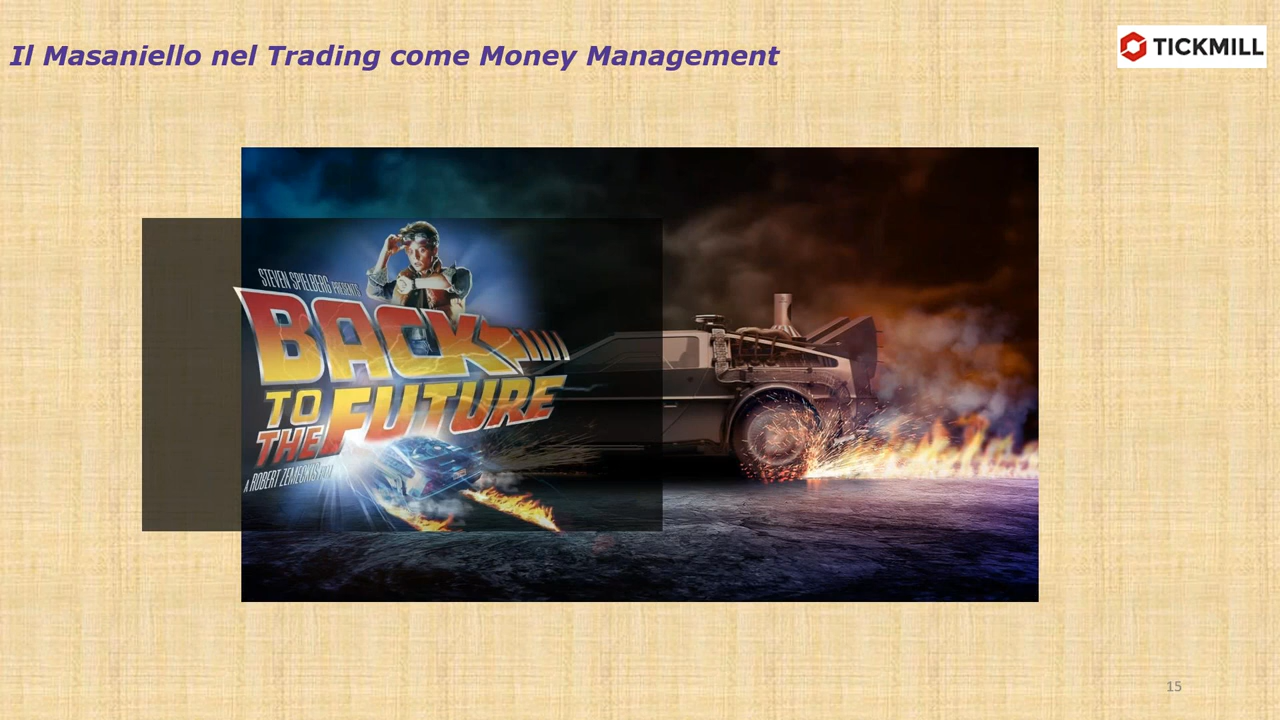 Il Masaniello nel Trading come Money Management
TICKMILL
STEVEN SPIELBERG PRESENTS
BACK
TO THE FUTURE
A ROBERT ZEMECKIS FILM
15